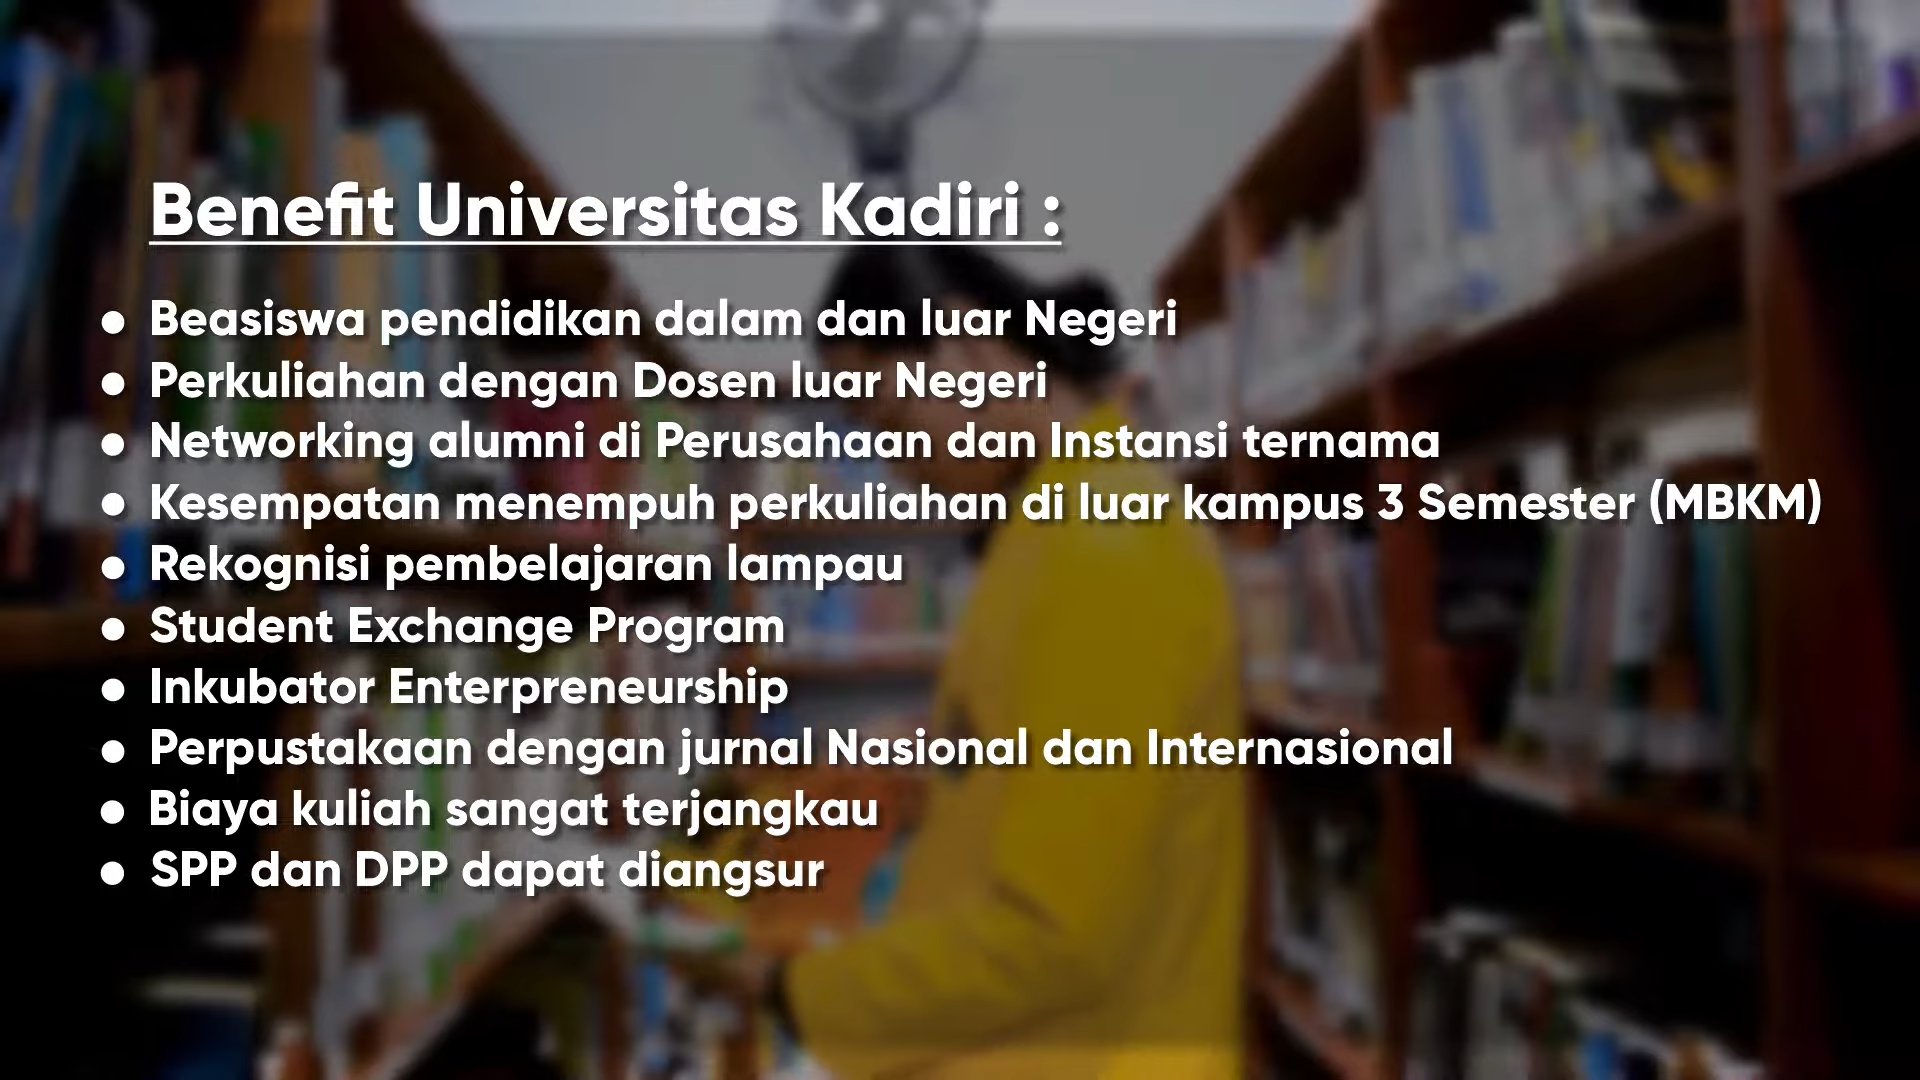 Benefit Universitas Kadiri :
● Beasiswa pendidikan dalam dan luar Negeri
● Perkuliahan dengan Dosen luar Negeri
● Networking alumni di Perusahaan dan Instansi ternama
● Kesempatan menempuh perkuliahan di luar kampus 3 Semester (MBKM)
● Rekognisi pembelajaran lampau
● Student Exchange Program
● Inkubator Enterpreneurship
● Perpustakaan dengan jurnal Nasional dan Internasional
● Biaya kuliah sangat terjangkau
● SPP dan DPP dapat diangsur